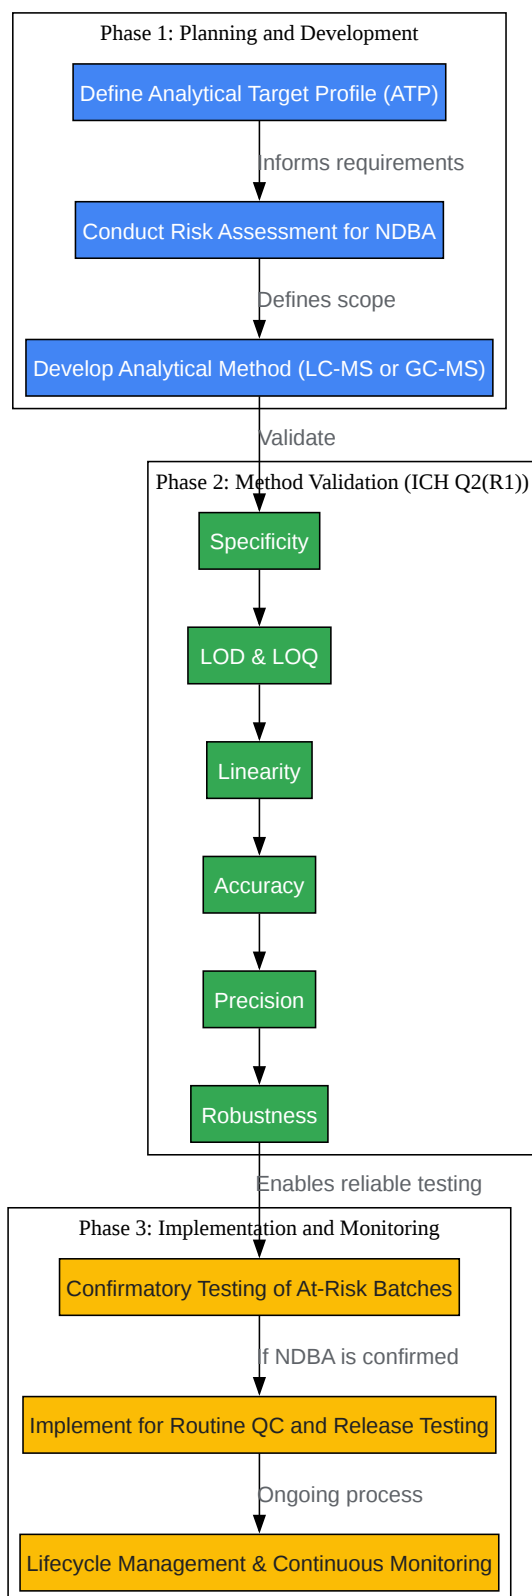 Phase 1: Planning and Development
Define Analytical Target Profile (ATP)
Informs requirements
Conduct Risk Assessment for NDBA
Defines scope
Develop Analytical Method (LC-MS or GC-MS)
Validate
Phase 2: Method Validation (ICH Q2(R1))
Specificity
LOD & LOQ
Linearity
Accuracy
Precision
Robustness
Enables reliable testing
Phase 3: Implementation and Monitoring
Confirmatory Testing of At-Risk Batches
If NDBA is confirmed
Implement for Routine QC and Release Testing
Ongoing process
Lifecycle Management & Continuous Monitoring